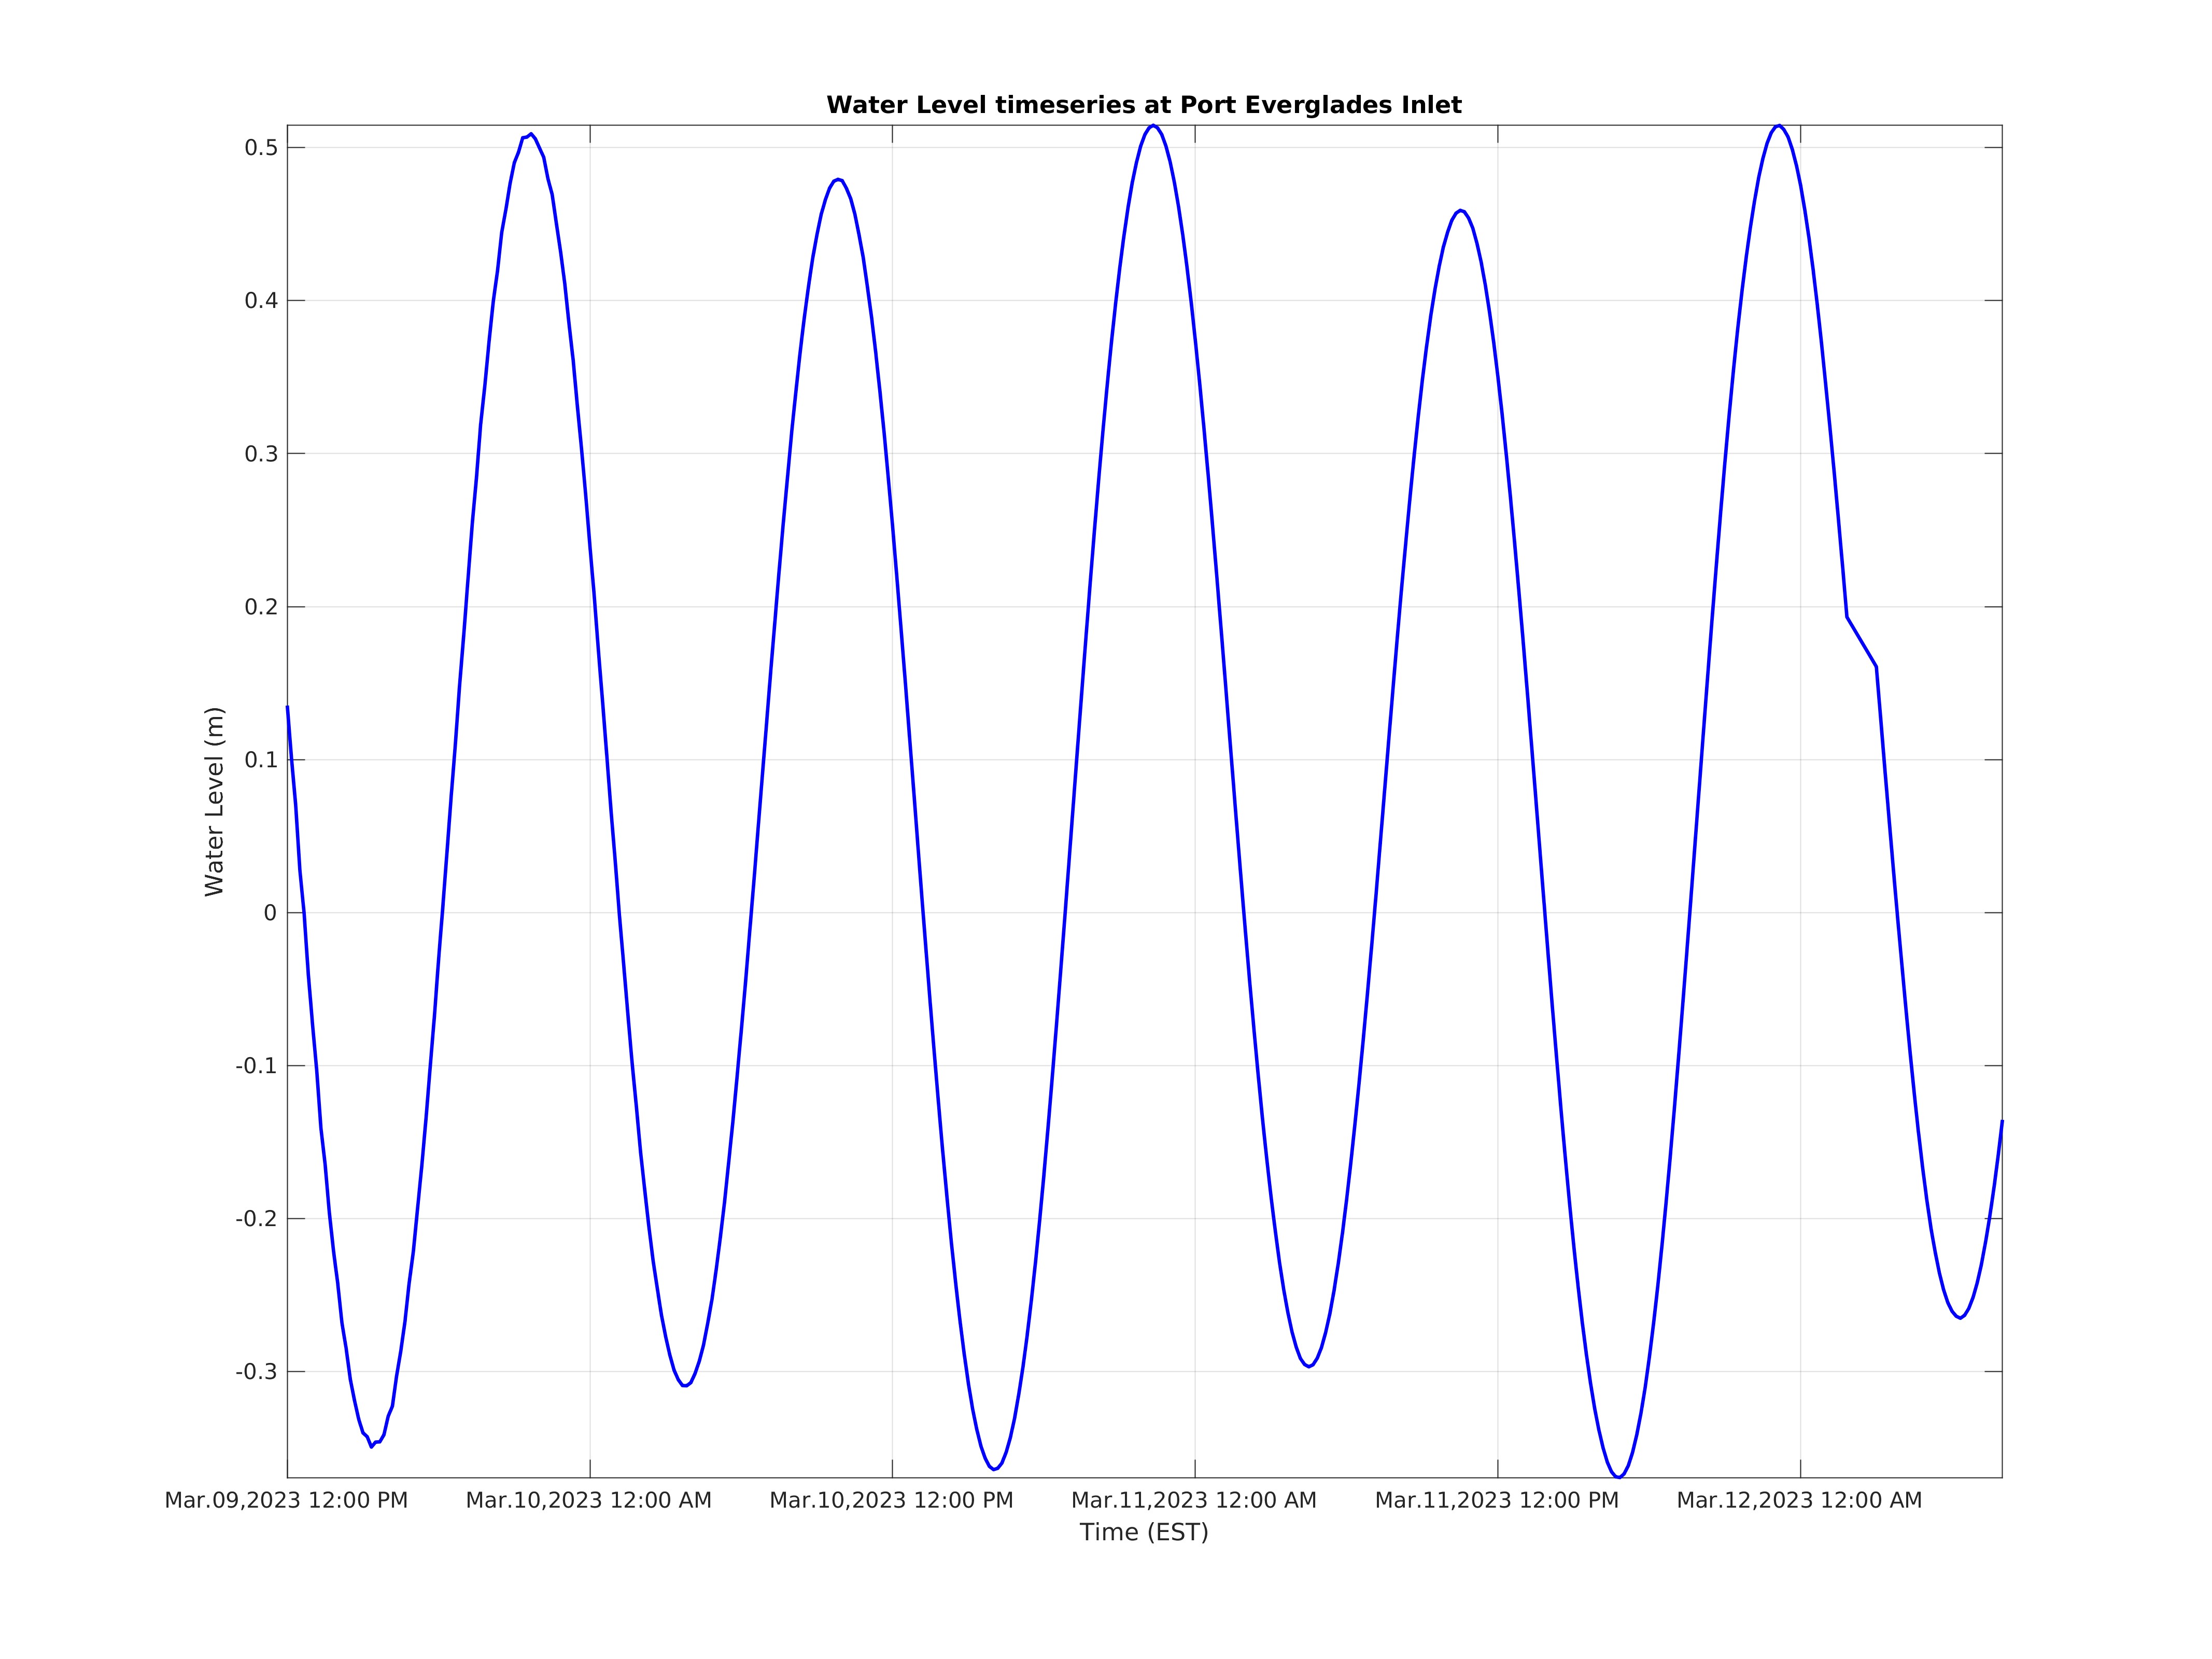 Water Level timeseries at Port Everglades Inlet
0.5
0.4
0.3
0.2
0.1
0
-0.1
-0.2
-0.3
Water Level (m)
Mar.09,2023 12:00 PM Mar.10,2023 12:00 AM Mar.10,2023 12:00 PM Mar.11,2023 12:00 AM Mar.11,2023 12:00 PM Mar.12,2023 12:00 AM
Time (EST)